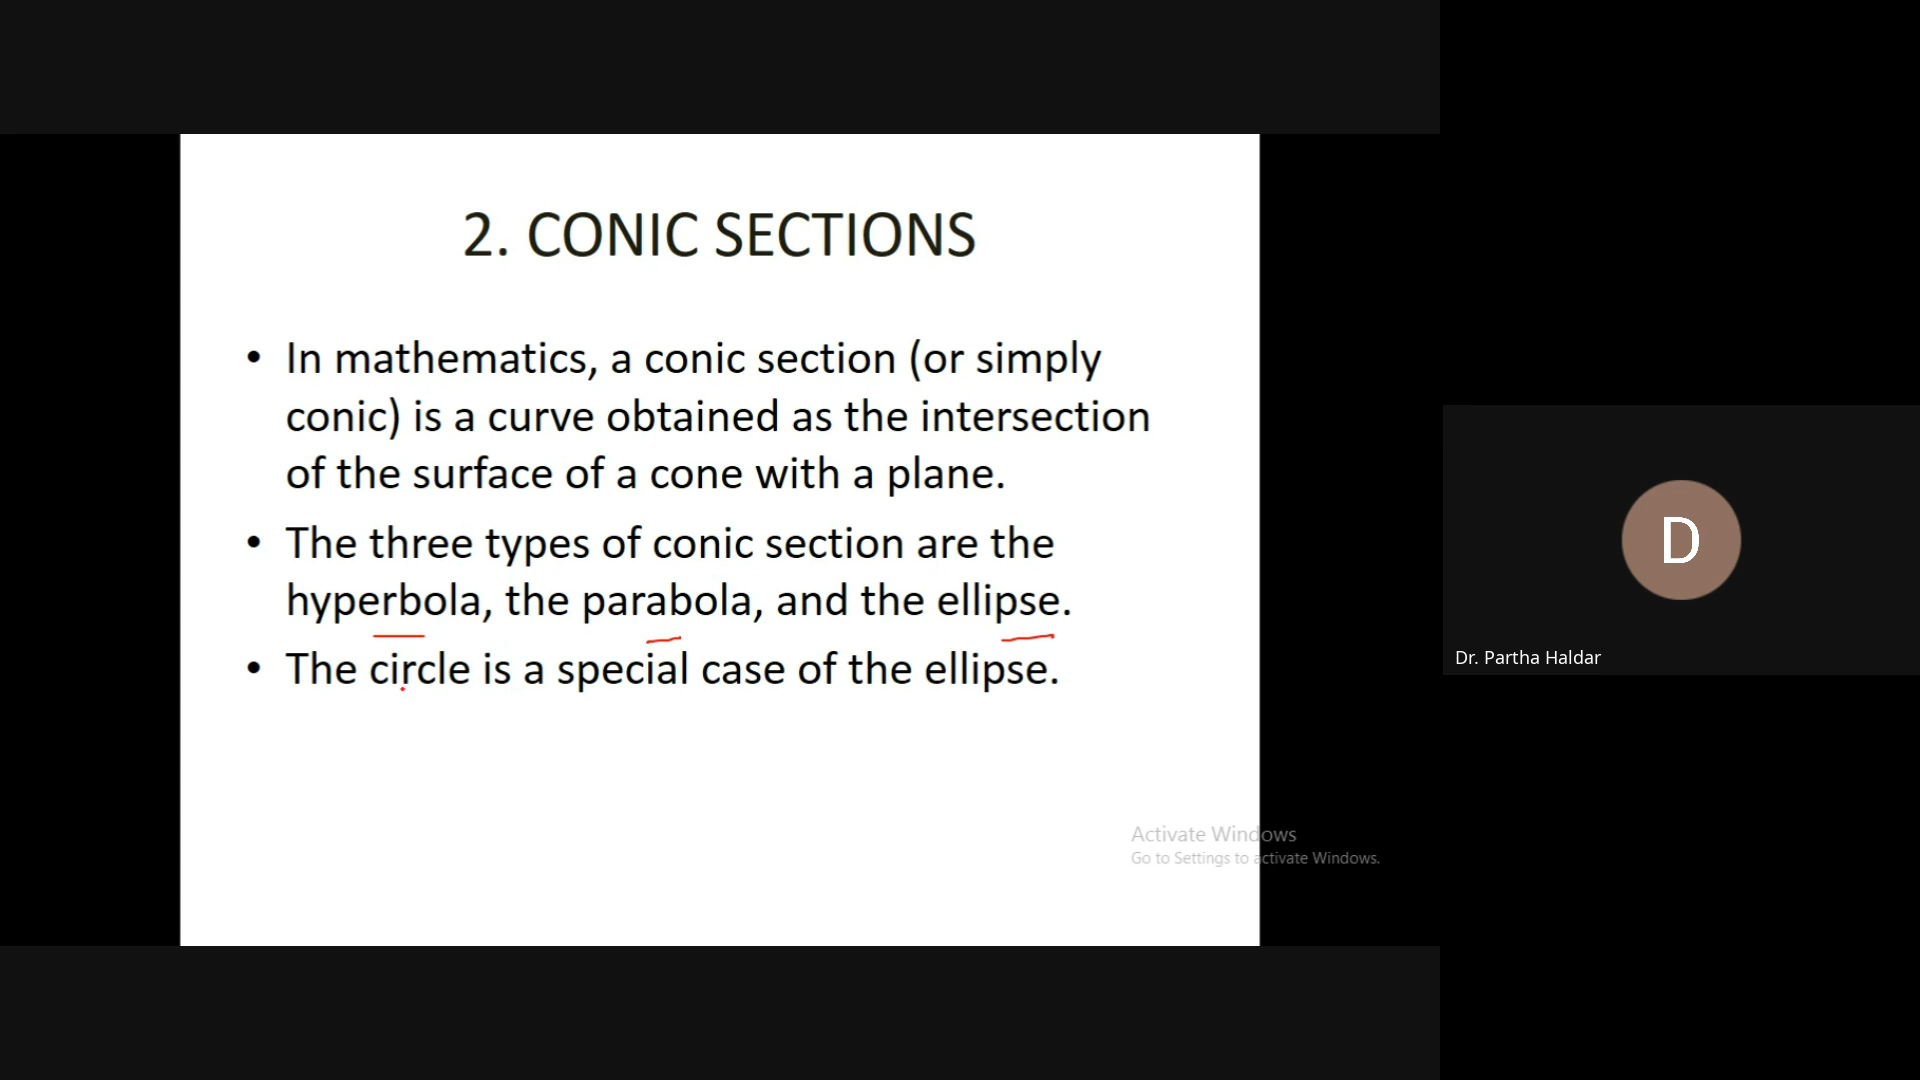 2. CONIC SECTIONS
• In mathematics, a conic section (or simply
conic) is a curve obtained as the intersection
of the surface of a cone with a plane.
• The three types of conic section are the
hyperbola, the parabola, and the ellipse.
• The circle is a special case of the ellipse.
Activate Windows
Go to Settings to activate Windows.
D
Dr. Partha Haldar